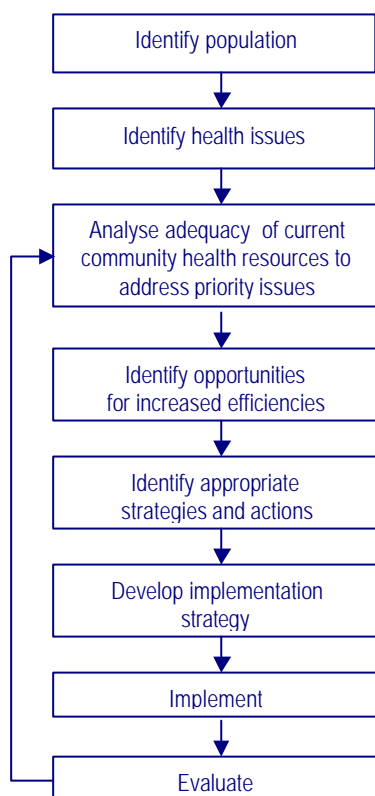 Identify population
Identify health issues
Analyse adequacy of current
community health resources to
address priority issues
Identify opportunities
for increased efficiencies
Identify appropriate
strategies and actions
Develop implementation
strategy
Implement
Evaluate